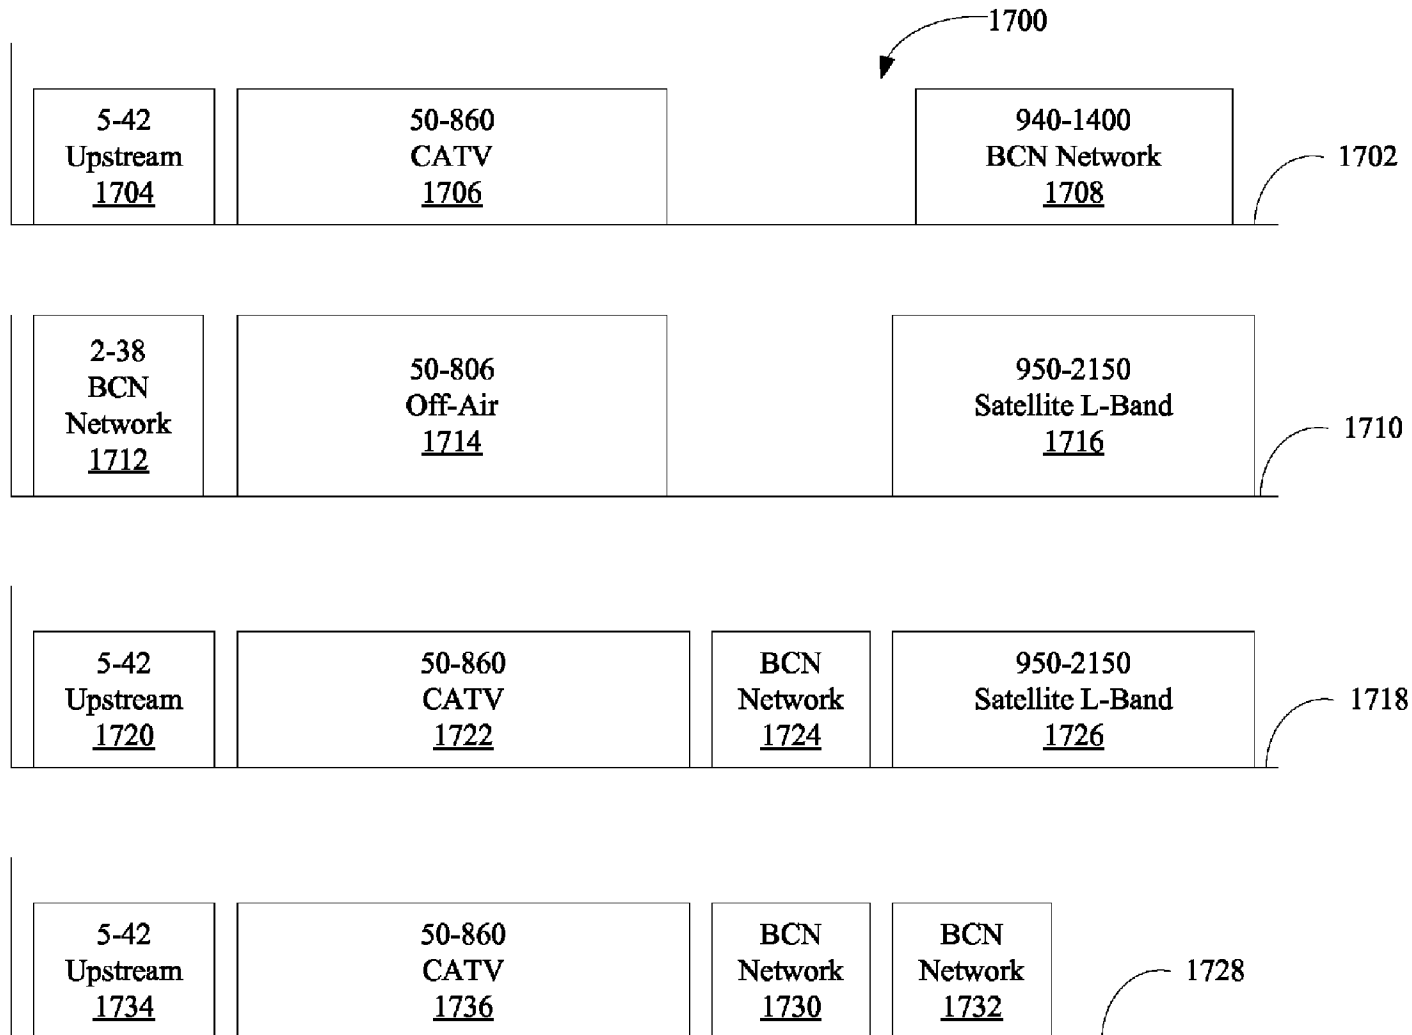 1700
5-42
Upstream
1704
50-860
CATV
1706
940-1400
BCN Network
1708
1702
2-38
BCN
Network
1712
50-806
Off-Air
1714
950-2150
Satellite L-Band
1716
1710
5-42
Upstream
1720
50-860
CATV
1722
BCN
Network
1724
950-2150
Satellite L-Band
1726
1718
5-42
Upstream
1734
50-860
CATV
1736
BCN
Network
1730
BCN
Network
1732
1728